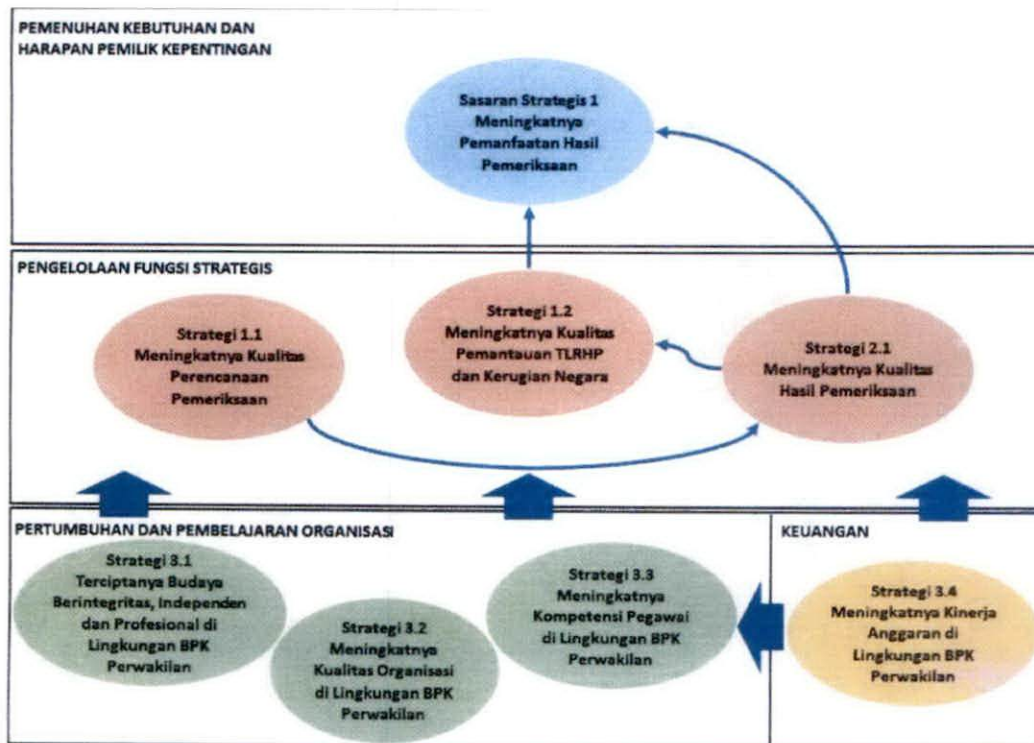 PEMENUHAN KEBUTUHAN DAN
HARAPAN PEMILIK KEPENTINGAN
Sasaran Strategis 1
Meningkatnya
Pemanfaatan Hasil
Pemeriksaan
PENGELOLAAN FUNGSI STRATEGIS
Strategi 1.1
Meningkatnya Kualitas
Perencanaan
Pemeriksaan
Strategi 1.2
Meningkatnya Kualitas
Pemantauan TLRHP
dan Kerugian Negara
Strategi 2.1
Meningkatnya Kualitas
Hasil Pemeriksaan
PERTUMBUHAN DAN PEMBELAJARAN ORGANISASI
Strategi 3.1
Terciptanya Budaya
Berintegritas, Independen
dan Profesional di
Lingkungan BPK
Perwakilan
Strategi 3.2
Meningkatnya
Kualitas Organisasi
di Lingkungan BPK
Perwakilan
Strategi 3.3
Meningkatnya
Kompetensi Pegawai
di Lingkungan BPK
Perwakilan
KEUANGAN
Strategi 3.4
Meningkatnya Kinerja
Anggaran di
Lingkungan BPK
Perwakilan